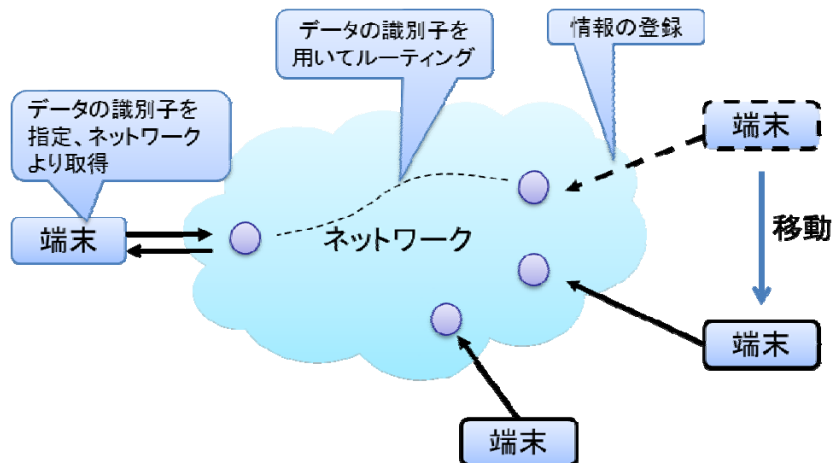 データの識別子を
用いてルーティング
情報の登録
データの識別子を
指定、ネットワーク
より取得
端末
端末
ネットワーク
移動
端末
端末